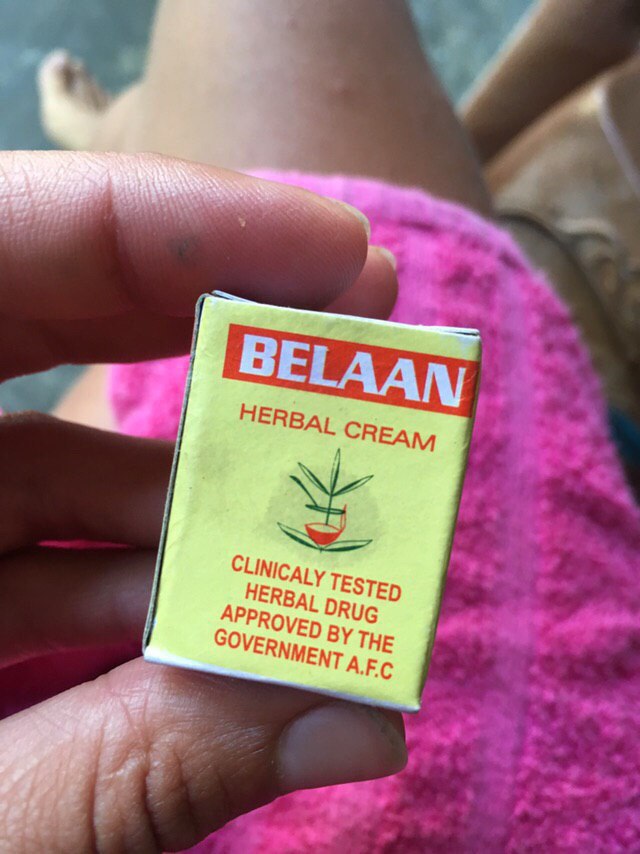 BELAAN
HERBAL CREAM
CLINICALY TESTED
HERBAL DRUG
APPROVED BY THE
GOVERNMENT A.F.C